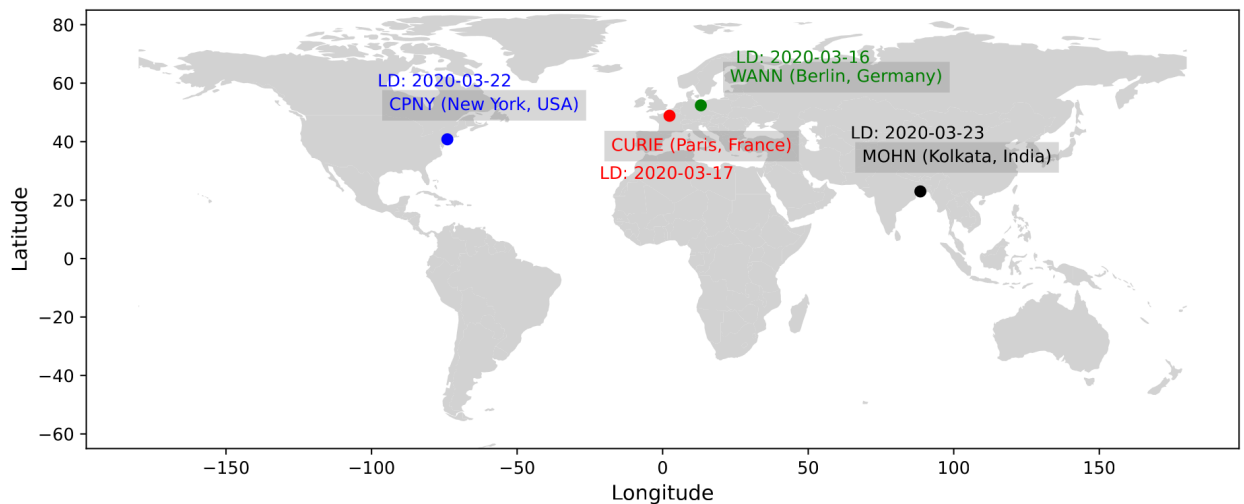 80
60
40
20
0
−20
−40
−60
Latitude
LD: 2020-03-22
CPNY (New York, USA)
LD: 2020-03-16
WANN (Berlin, Germany)
CURIE (Paris, France)
LD: 2020-03-17
LD: 2020-03-23
MOHN (Kolkata, India)
−150 −100 −50 0 50 100 150
Longitude